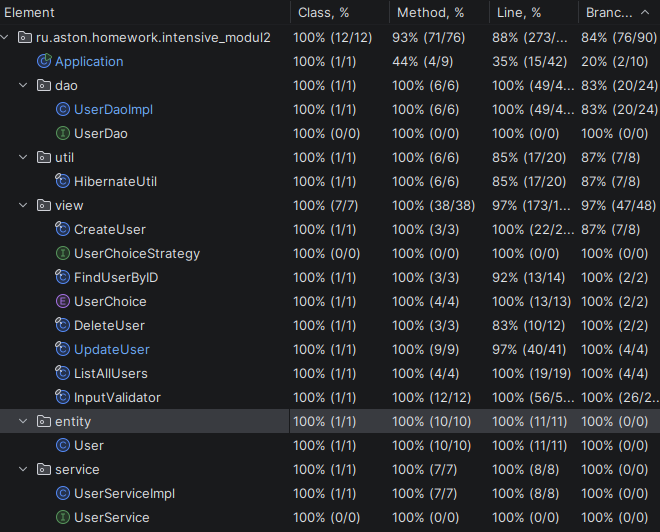 Element Class, % Method, % Line, % Branc...
ru.aston.homework.intensive_modul2 100% (12/12) 93% (71/76) 88% (273/... 84% (76/90)
Application 100% (1/1) 44% (4/9) 35% (15/42) 20% (2/10)
dao 100% (1/1) 100% (6/6) 100% (49/4... 83% (20/24)
UserDaoImpl 100% (1/1) 100% (6/6) 100% (49/4... 83% (20/24)
UserDao 100% (0/0) 100% (0/0) 100% (0/0) 100% (0/0)
util 100% (1/1) 100% (6/6) 85% (17/20) 87% (7/8)
HibernateUtil 100% (1/1) 100% (6/6) 85% (17/20) 87% (7/8)
view 100% (7/7) 100% (38/38) 97% (173/1... 97% (47/48)
CreateUser 100% (1/1) 100% (3/3) 100% (22/2... 87% (7/8)
UserChoiceStrategy 100% (0/0) 100% (0/0) 100% (0/0) 100% (0/0)
FindUserByID 100% (1/1) 100% (3/3) 92% (13/14) 100% (2/2)
UserChoice 100% (1/1) 100% (4/4) 100% (13/13) 100% (2/2)
DeleteUser 100% (1/1) 100% (3/3) 83% (10/12) 100% (2/2)
UpdateUser 100% (1/1) 100% (9/9) 97% (40/41) 100% (4/4)
ListAllUsers 100% (1/1) 100% (4/4) 100% (19/19) 100% (4/4)
InputValidator 100% (1/1) 100% (12/12) 100% (56/5... 100% (26/2...
entity 100% (1/1) 100% (10/10) 100% (11/11) 100% (0/0)
User 100% (1/1) 100% (10/10) 100% (11/11) 100% (0/0)
service 100% (1/1) 100% (7/7) 100% (8/8) 100% (0/0)
UserServiceImpl 100% (1/1) 100% (7/7) 100% (8/8) 100% (0/0)
UserService 100% (0/0) 100% (0/0) 100% (0/0) 100% (0/0)